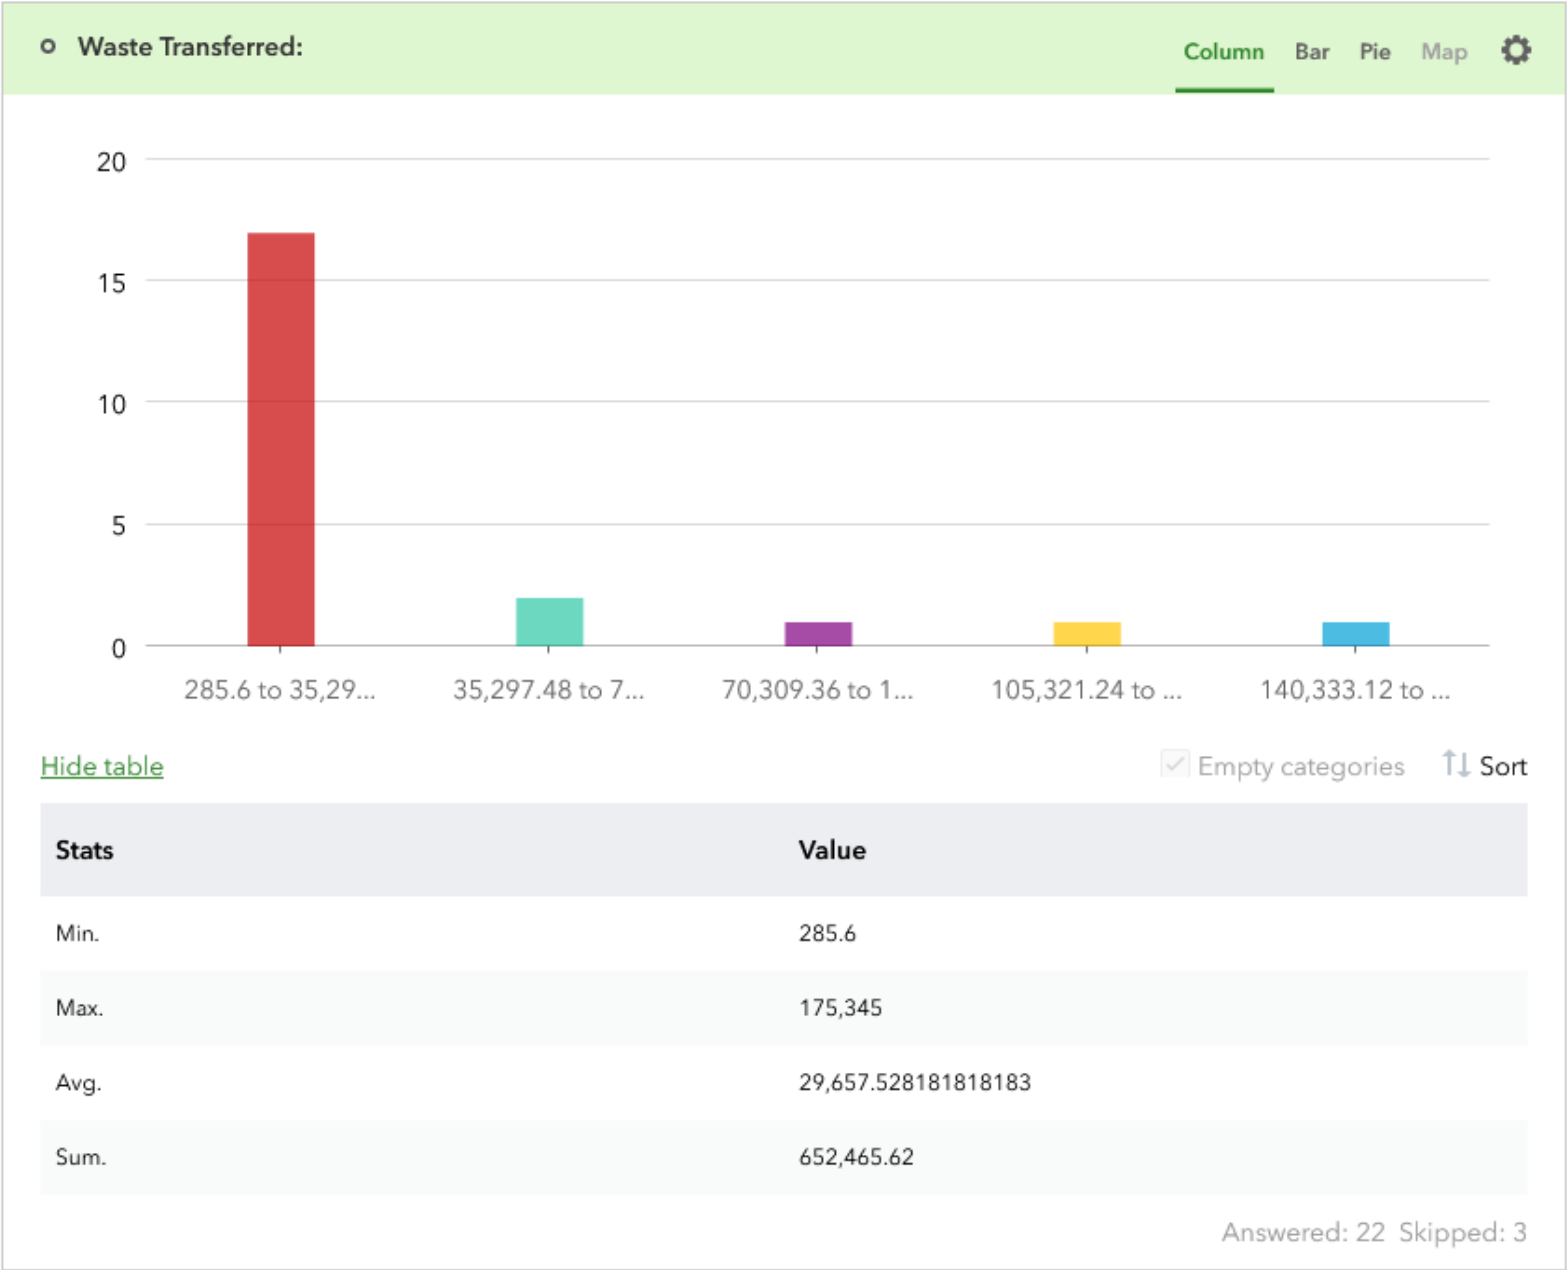 Waste Transferred:
Column Bar Pie Map
20
15
10
5
0
285.6 to 35,29... 35,297.48 to 7... 70,309.36 to 1... 105,321.24 to ... 140,333.12 to ...
Hide table Empty categories Sort
Stats Value
Min. 285.6
Max. 175,345
Avg. 29,657.528181818183
Sum. 652,465.62
Answered: 22 Skipped: 3